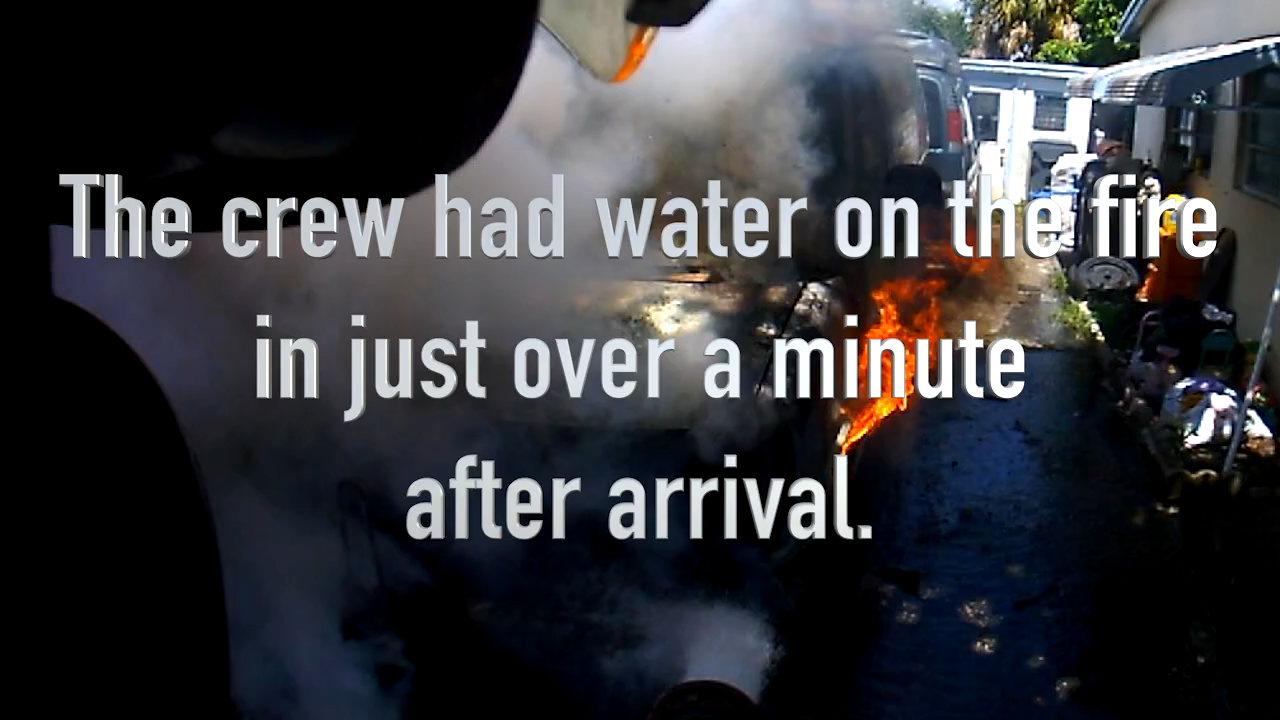 The crew had water on the fire
in just over a minute
after arrival.